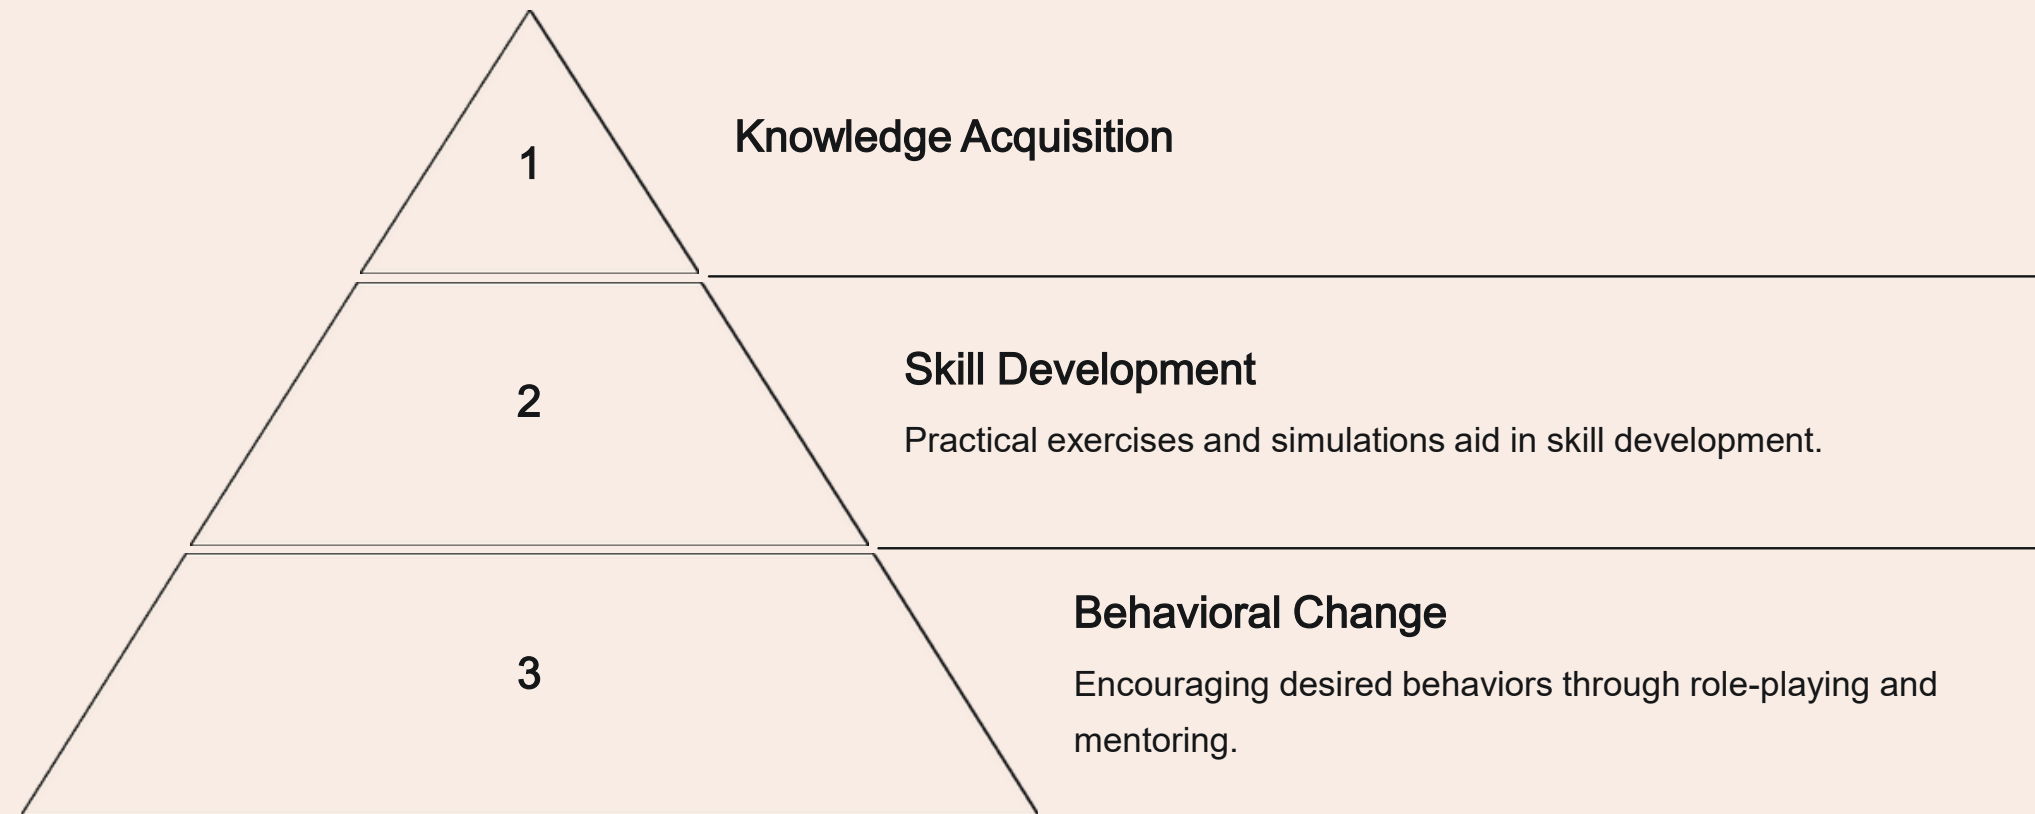 1
Knowledge Acquisition
2
Skill Development
Practical exercises and simulations aid in skill development.
3
Behavioral Change
Encouraging desired behaviors through role-playing and
mentoring.